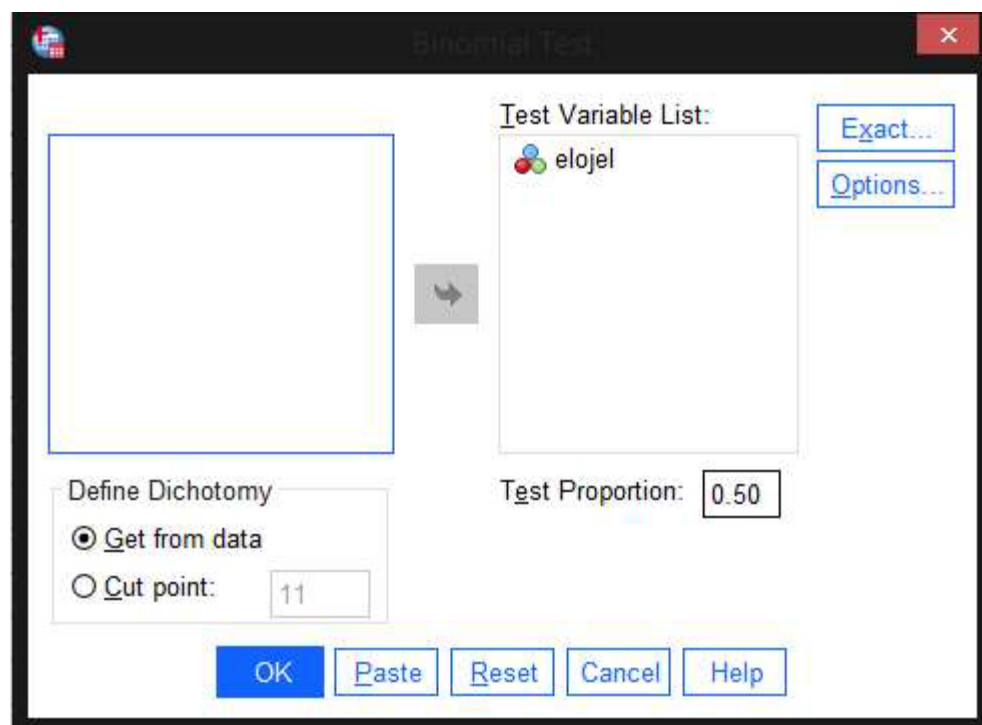 Binomial Test
Test Variable List:
elojel
Exact...
Options...
Define Dichotomy
Get from data
Cut point: 11
Test Proportion: 0.50
OK Paste Reset Cancel Help